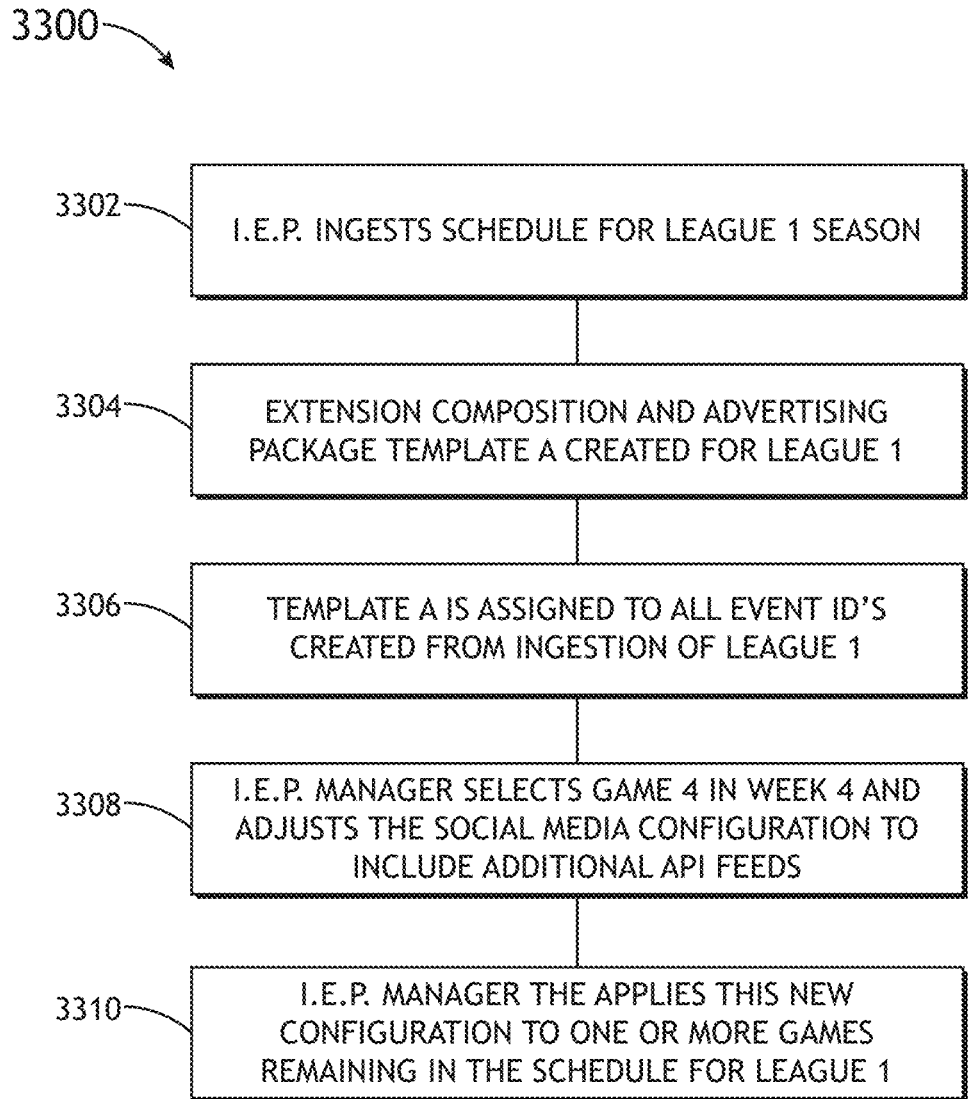 3300
3302
I.E.P. INGESTS SCHEDULE FOR LEAGUE 1 SEASON
3304
EXTENSION COMPOSITION AND ADVERTISING
PACKAGE TEMPLATE A CREATED FOR LEAGUE 1
3306
TEMPLATE A IS ASSIGNED TO ALL EVENT ID'S
CREATED FROM INGESTION OF LEAGUE 1
3308
I.E.P. MANAGER SELECTS GAME 4 IN WEEK 4 AND
ADJUSTS THE SOCIAL MEDIA CONFIGURATION TO
INCLUDE ADDITIONAL API FEEDS
3310
I.E.P. MANAGER THE APPLIES THIS NEW
CONFIGURATION TO ONE OR MORE GAMES
REMAINING IN THE SCHEDULE FOR LEAGUE 1